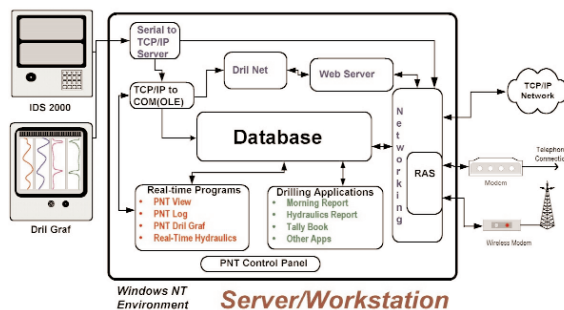 Serial to
TCP/IP
Server
IDS 2000
TCP/IP to
COM(OLE)
Dril Net
Web Server
TCP/IP
Network
Database
Networking
RAS
Telephon
Connectio
Modem
Wireless Modem
Dril Graf
Real-time Programs
• PNT View
• PNT Log
• PNT Dril Graf
• Real-Time Hydraulics
Drilling Applications
• Morning Report
• Hydraulics Report
• Tally Book
• Other Apps
PNT Control Panel
Windows NT
Environment
Server/Workstation